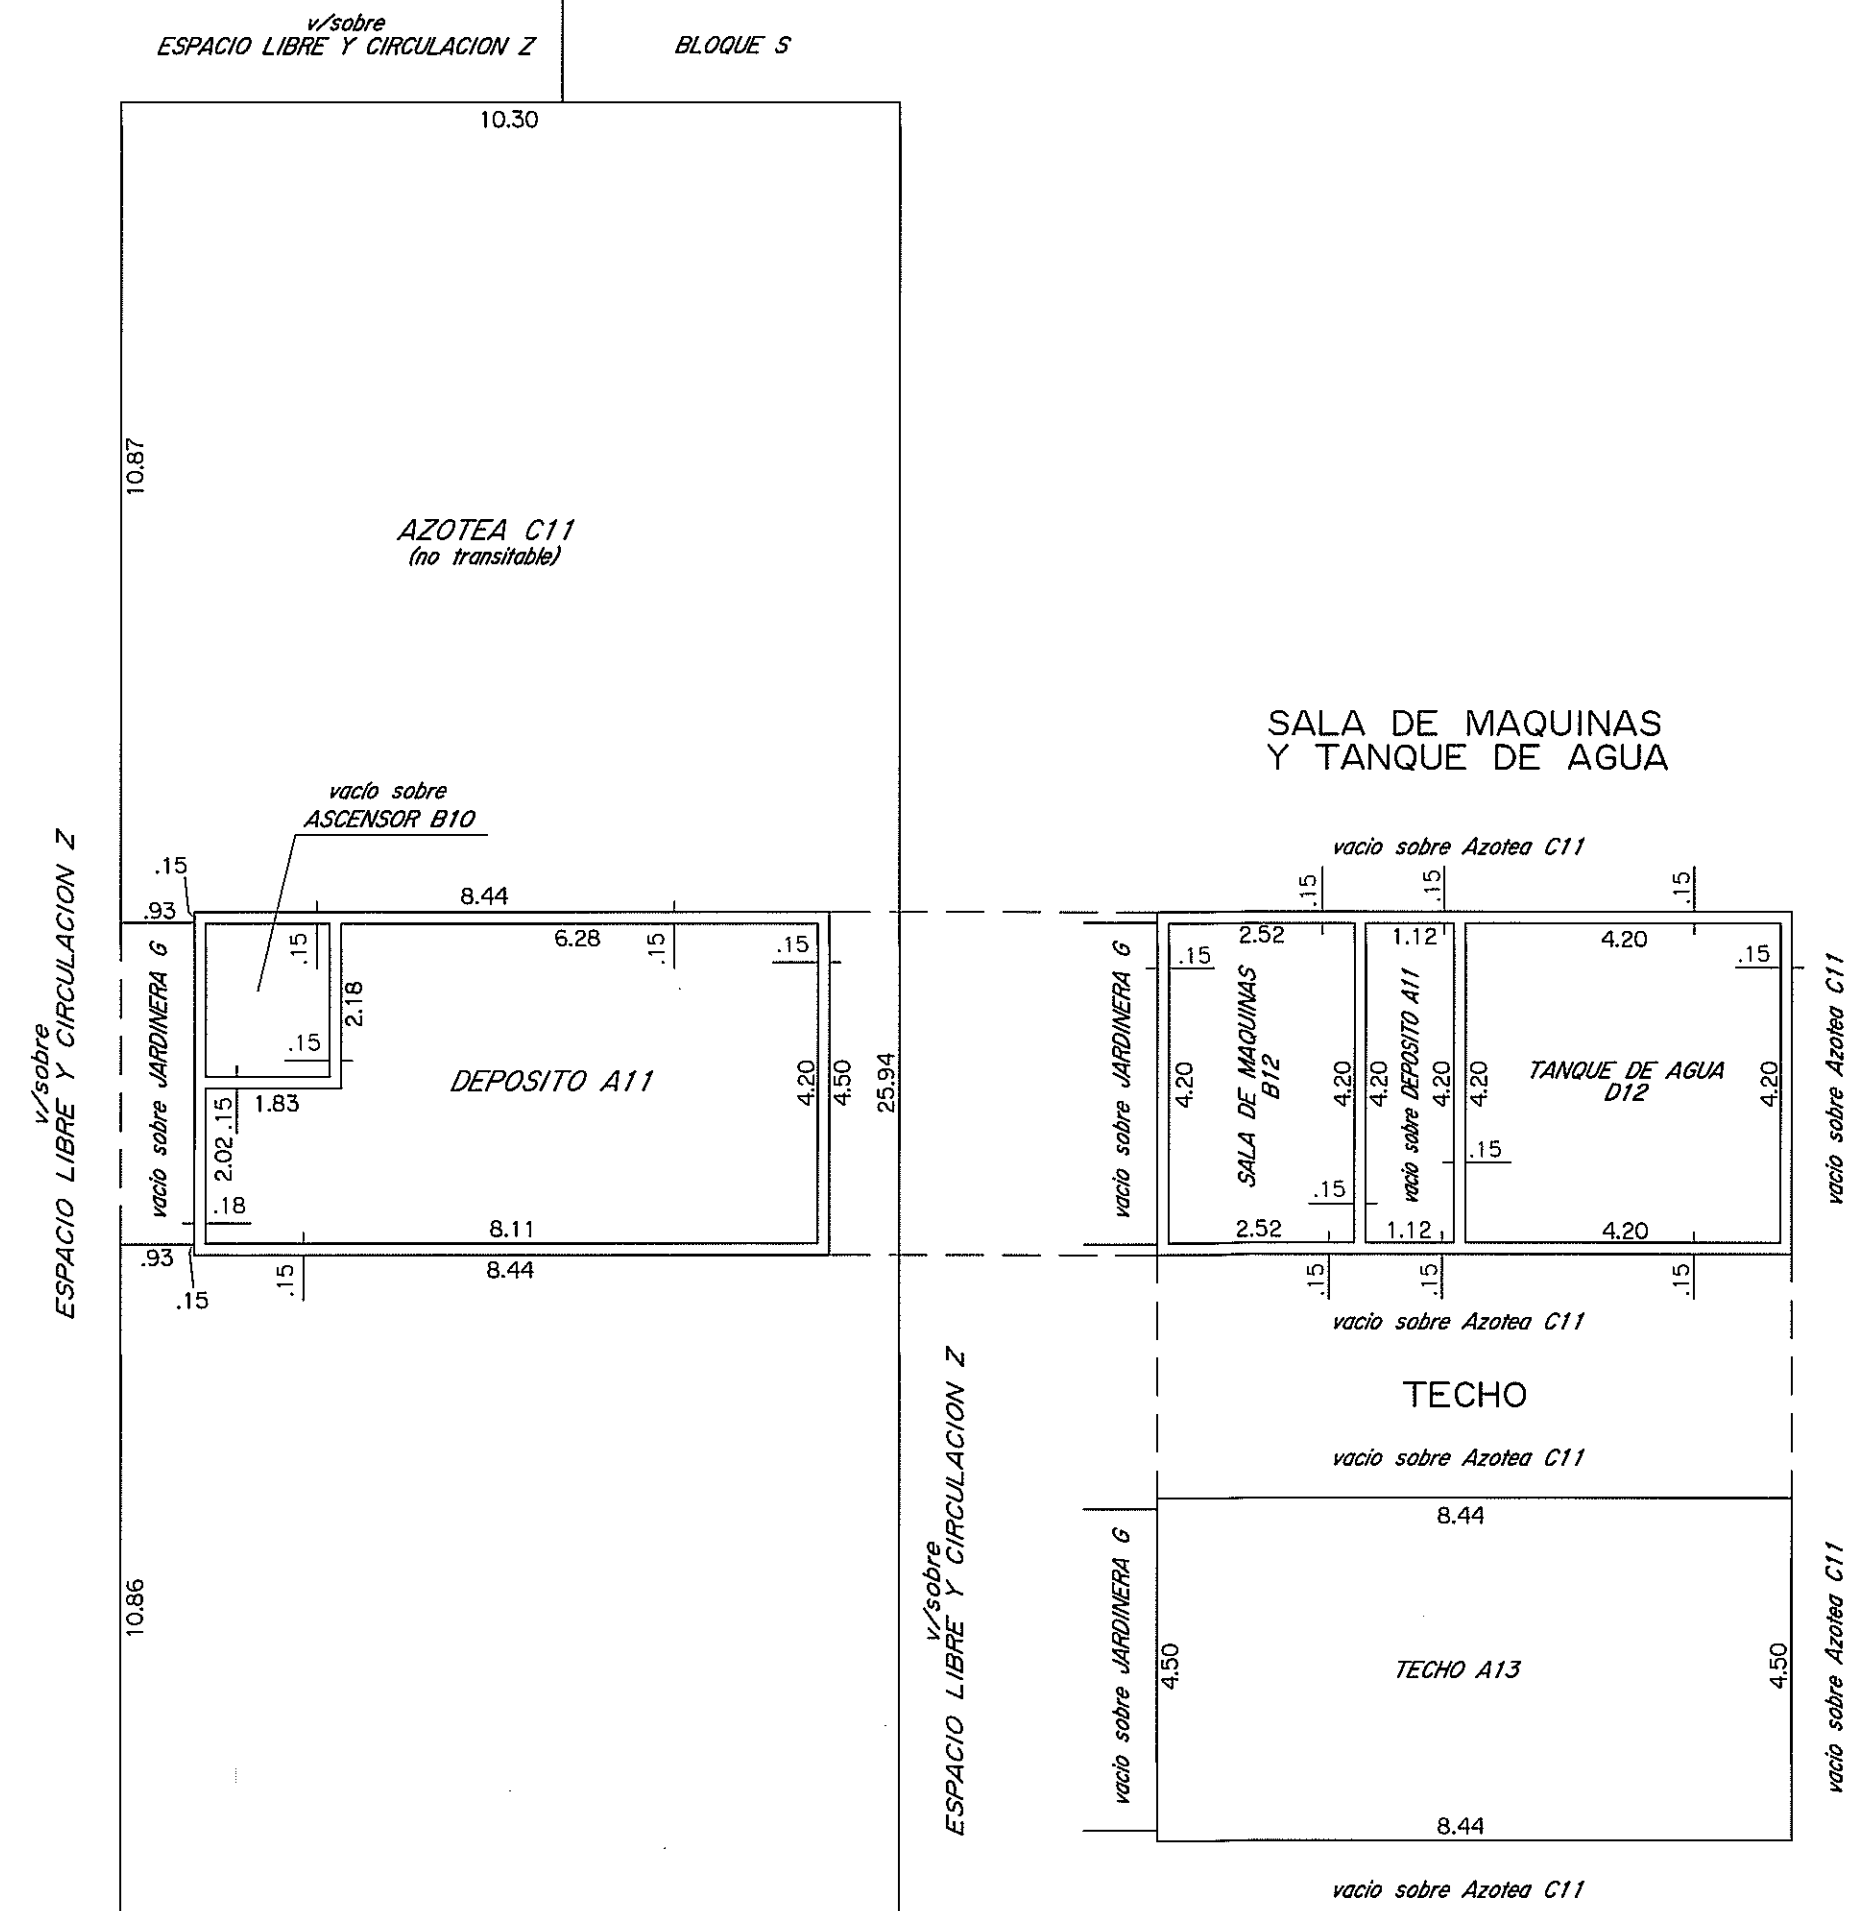 v/sobre
ESPACIO LIBRE Y CIRCULACION Z
BLOQUE S
10.30
10.87
AZOTEA C11
(no transitable)
vacío sobre
ASCENSOR B10
v/sobre
ESPACIO LIBRE Y CIRCULACION Z
.15
.93
8.44
vacio sobre JARDINERA G
.15
6.28
.15
.15
2.18
.15
DEPOSITO A11
4.20
4.50
25.94
.15
1.83
2.02
.18
8.11
.93
8.44
.15
.15
10.86
v/sobre
ESPACIO LIBRE Y CIRCULACION Z
SALA DE MAQUINAS
Y TANQUE DE AGUA
vacio sobre Azotea C11
.15
.15
.15
vacio sobre JARDINERA G
2.52
1.12
4.20
.15
.15
4.20
SALA DE MAQUINAS
B12
4.20
4.20
vacio sobre DEPOSITO A11
4.20
4.20
TANQUE DE AGUA
D12
4.20
vacio sobre Azotea C11
.15
.15
2.52
1.12
4.20
.15
.15
.15
vacio sobre Azotea C11
TECHO
vacio sobre Azotea C11
8.44
vacio sobre JARDINERA G
4.50
TECHO A13
4.50
vacio sobre Azotea C11
8.44
vacio sobre Azotea C11